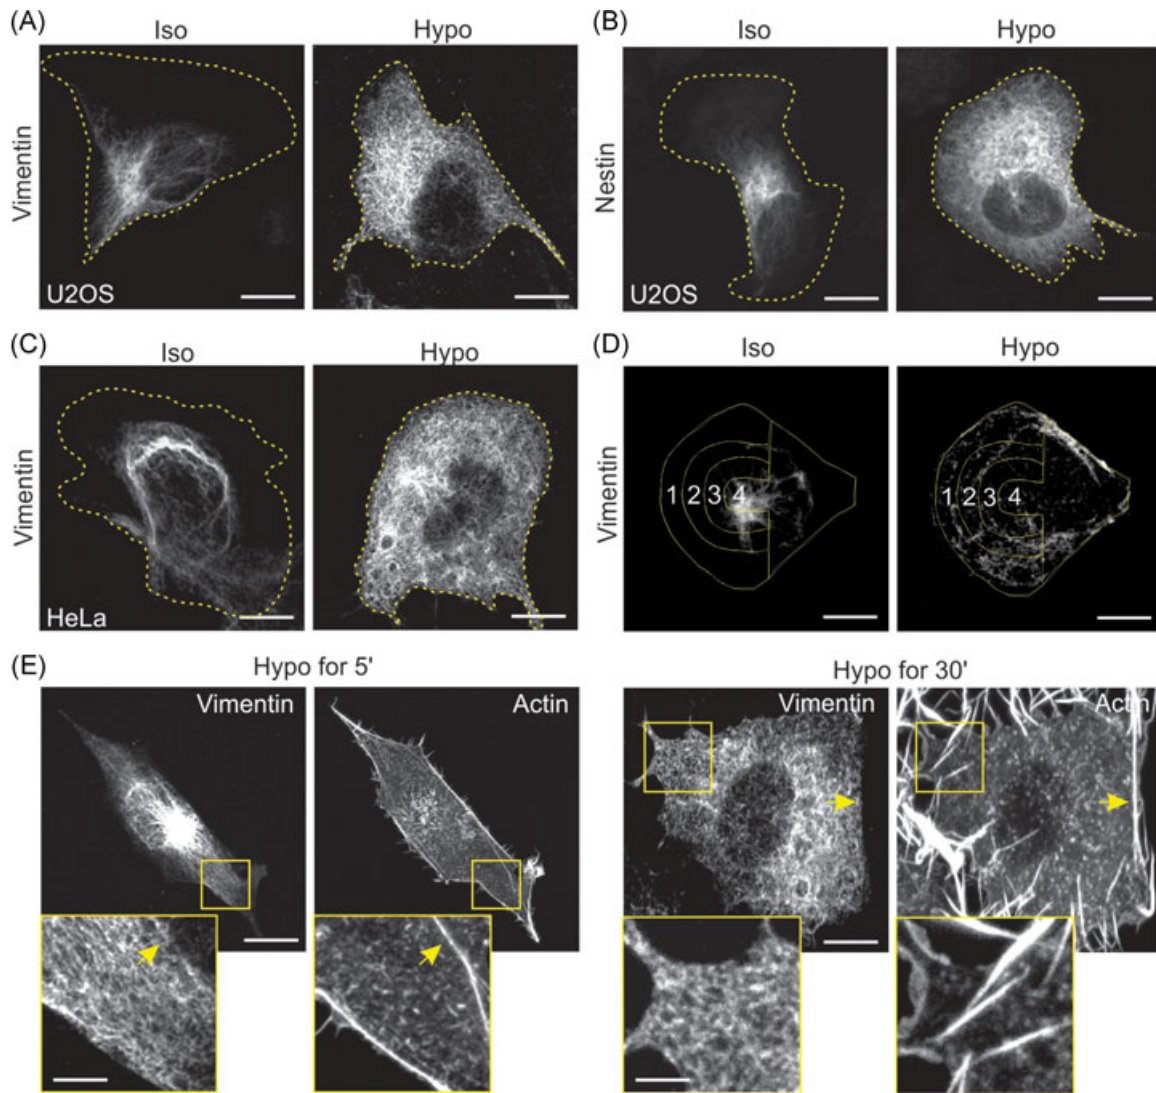 (A)
Iso
Hypo
Vimentin
U2OS
(B)
Iso
Hypo
Nestin
U2OS
(C)
Iso
Hypo
Vimentin
HeLa
(D)
Iso
Hypo
Vimentin
1 2 3 4
1 2 3 4
(E)
Hypo for 5'
Vimentin
Actin
Hypo for 30'
Vimentin
Actin